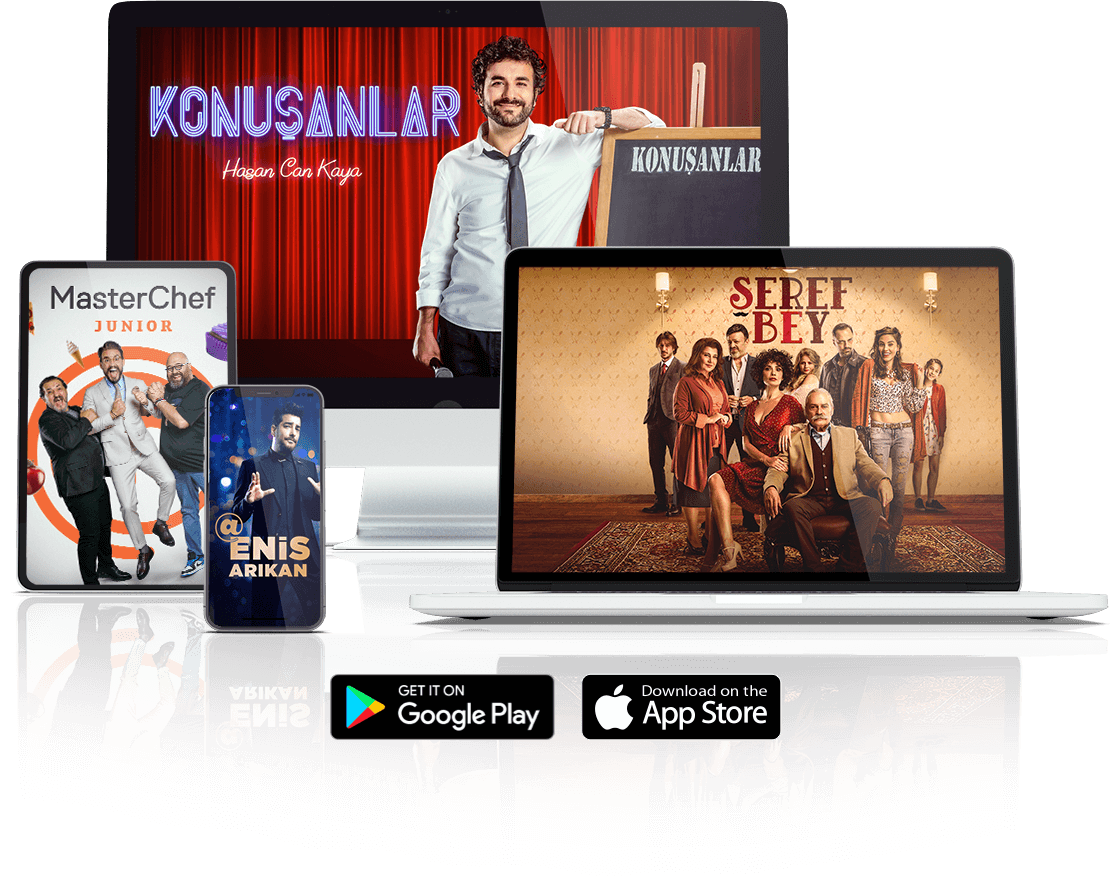 KONUŞANLAR
Hasan Can Kaya
KONUŞANLAR
MasterChef
JUNIOR
ŞEREF
BEY
@
ENİS
ARIKAN
GET IT ON
Google Play
Download on the
App Store